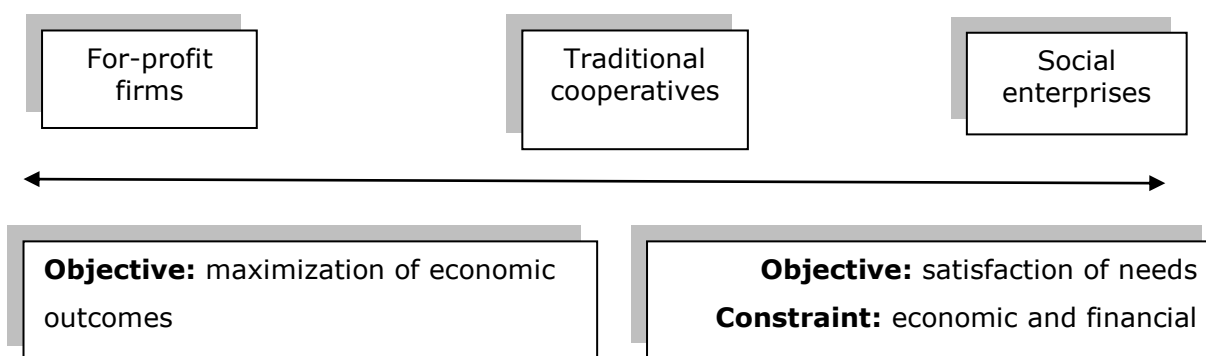 For-profit
firms
Traditional
cooperatives
Social
enterprises
Objective: maximization of economic
outcomes
Objective: satisfaction of needs
Constraint: economic and financial